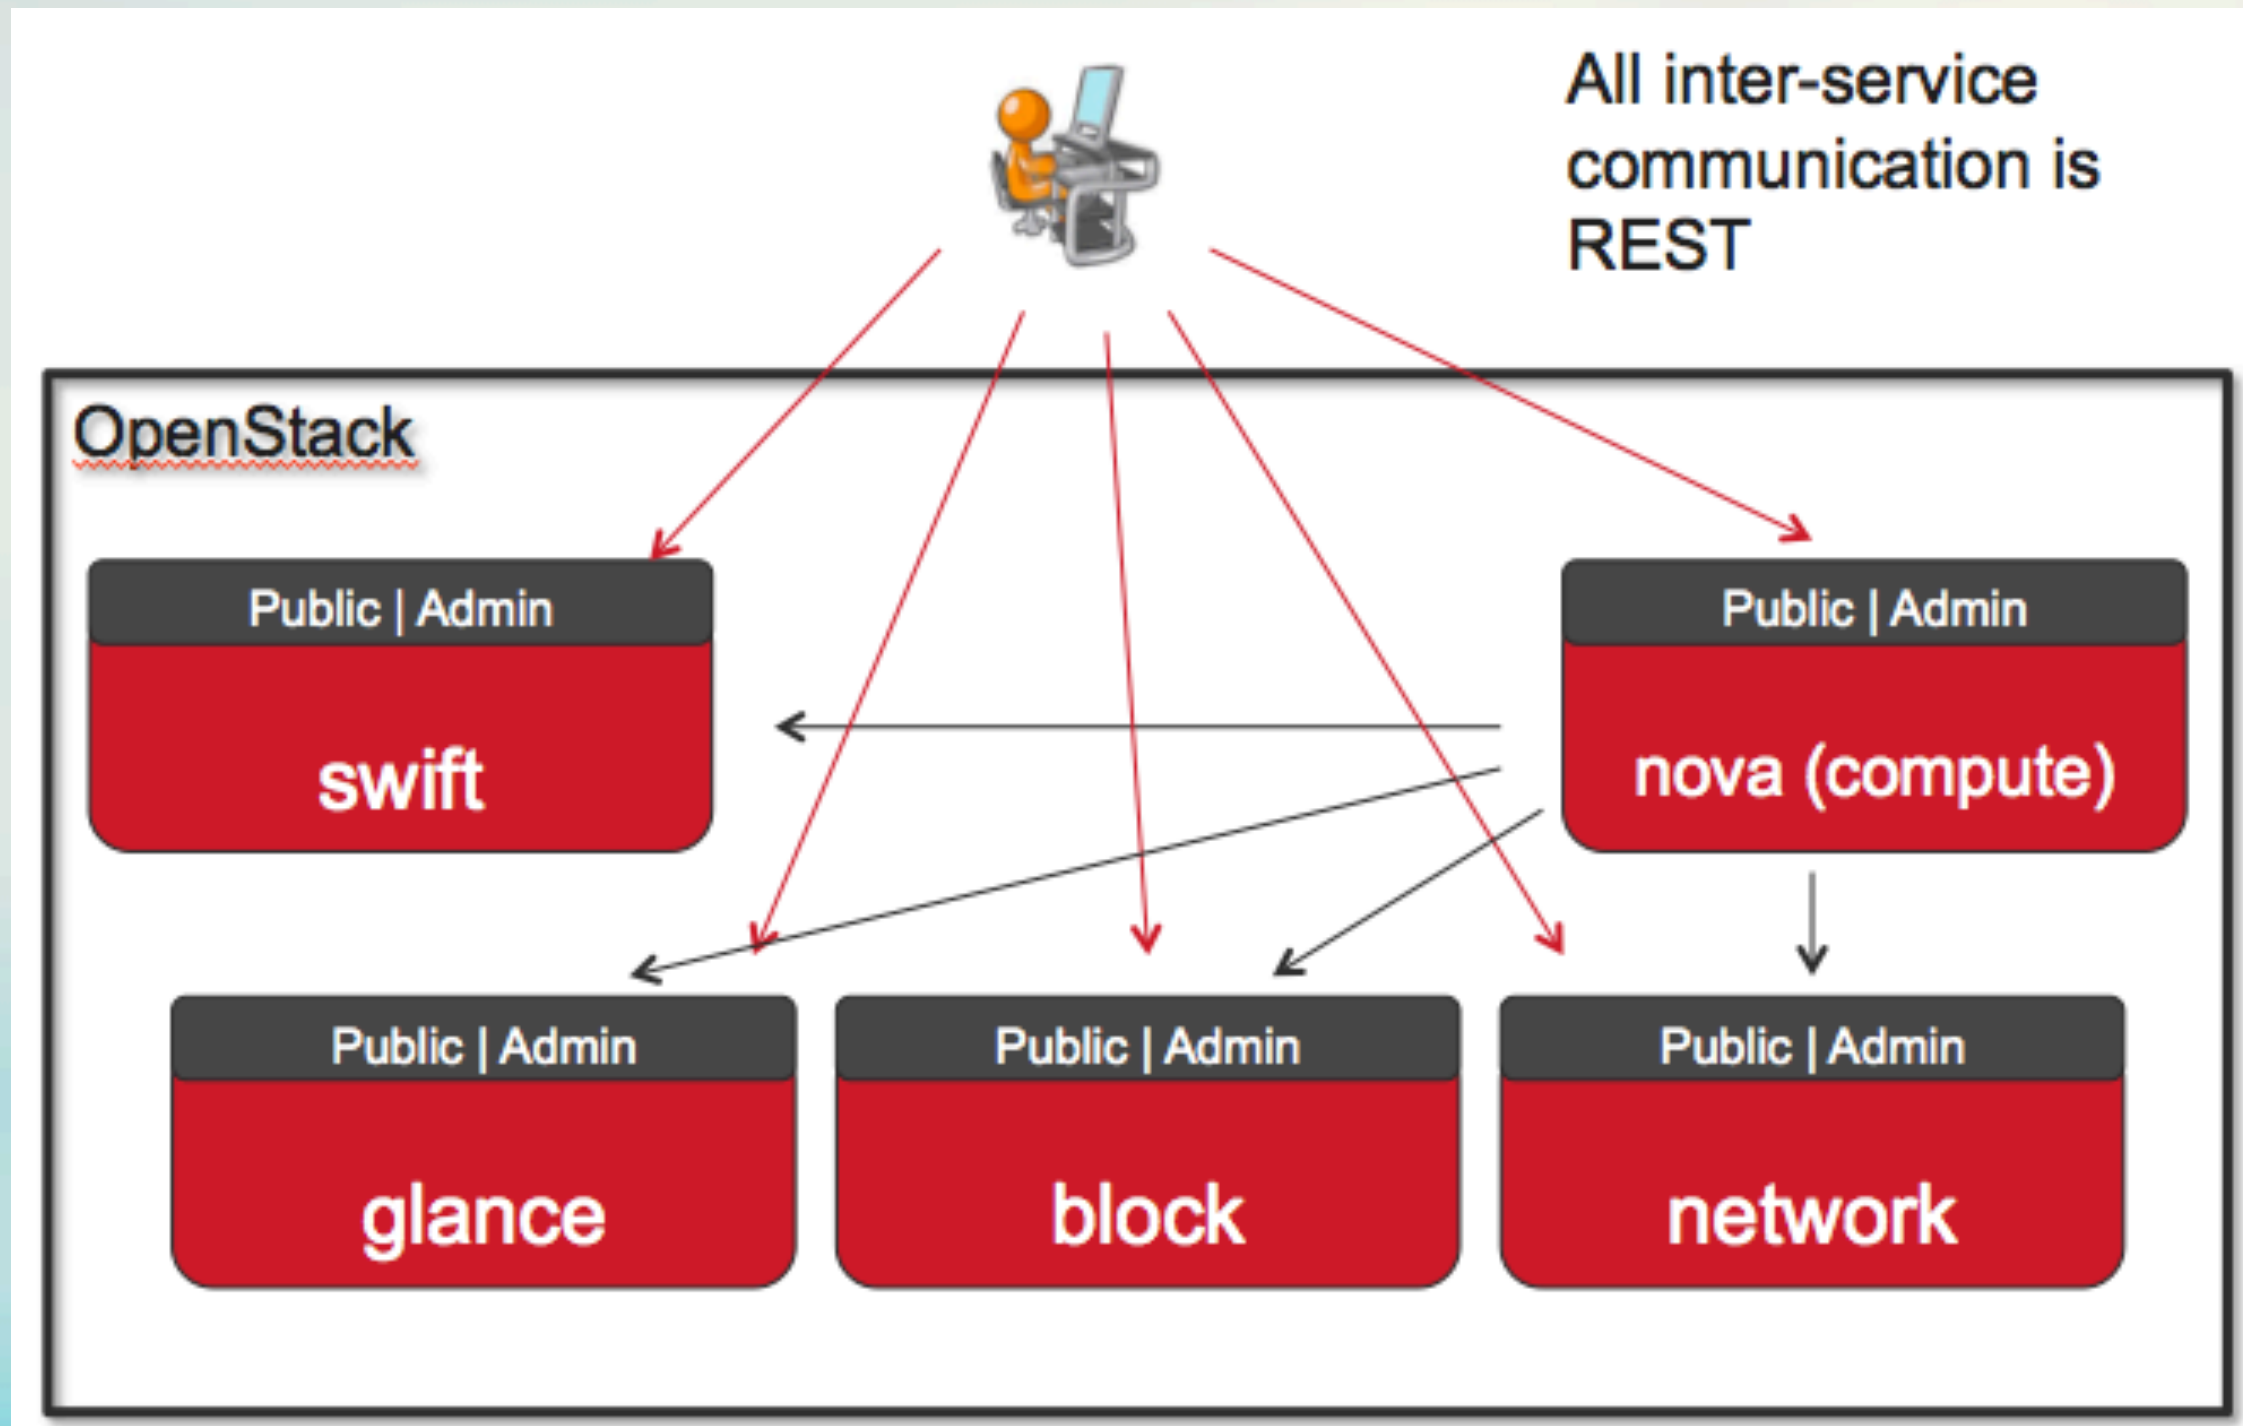 All inter-service
communication is
REST
OpenStack
Public | Admin
swift
Public | Admin
nova (compute)
Public | Admin
glance
Public | Admin
block
Public | Admin
network